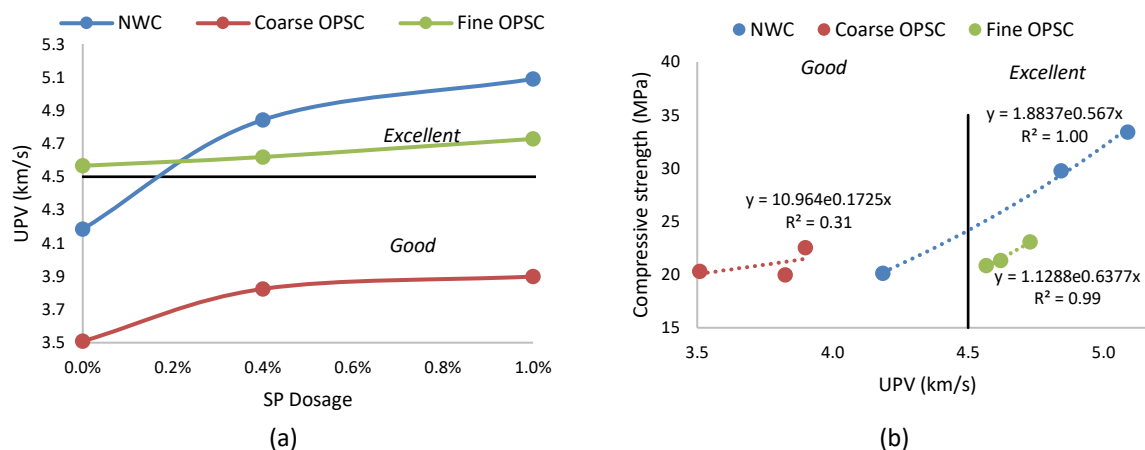 NWC Coarse OPSC Fine OPSC
5.3
5.1
4.9
4.7
4.5
4.3
4.1
3.9
3.7
3.5
UPV (km/s)
Excellent
Good
0.0% 0.2% 0.4% 0.6% 0.8% 1.0%
SP Dosage
(a)
NWC Coarse OPSC Fine OPSC
40
35
30
25
20
15
Compressive strength (MPa)
Good
Excellent
y = 1.8837e0.567x
R² = 1.00
y = 10.964e0.1725x
R² = 0.31
y = 1.1288e0.6377x
R² = 0.99
3.5 4.0 4.5 5.0
UPV (km/s)
(b)